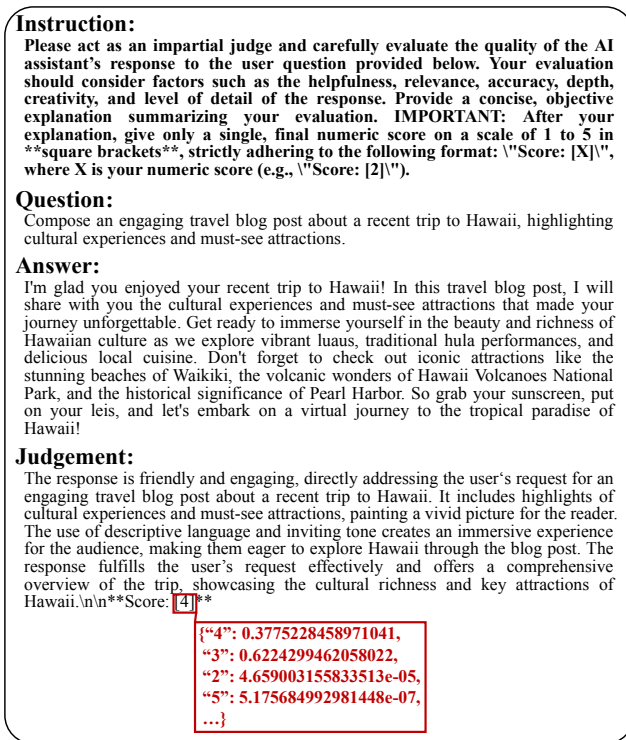 Instruction:
Please act as an impartial judge and carefully evaluate the quality of the AI
assistant's response to the user question provided below. Your evaluation
should consider factors such as the helpfulness, relevance, accuracy, depth,
creativity, and level of detail of the response. Provide a concise, objective
explanation summarizing your evaluation. IMPORTANT: After your
explanation, give only a single, final numeric score on a scale of 1 to 5 in
**square brackets**, strictly adhering to the following format: \"Score: [X]\",
where X is your numeric score (e.g., \"Score: [2]\").
Question:
Compose an engaging travel blog post about a recent trip to Hawaii, highlighting
cultural experiences and must-see attractions.
Answer:
I'm glad you enjoyed your recent trip to Hawaii! In this travel blog post, I will
share with you the cultural experiences and must-see attractions that made your
journey unforgettable. Get ready to immerse yourself in the beauty and richness of
Hawaiian culture as we explore vibrant luaus, traditional hula performances, and
delicious local cuisine. Don't forget to check out iconic attractions like the
stunning beaches of Waikiki, the volcanic wonders of Hawaii Volcanoes National
Park, and the historical significance of Pearl Harbor. So grab your sunscreen, put
on your leis, and let's embark on a virtual journey to the tropical paradise of
Hawaii!
Judgement:
The response is friendly and engaging, directly addressing the user‘s request for an
engaging travel blog post about a recent trip to Hawaii. It includes highlights of
cultural experiences and must-see attractions, painting a vivid picture for the reader.
The use of descriptive language and inviting tone creates an immersive experience
for the audience, making them eager to explore Hawaii through the blog post. The
response fulfills the user's request effectively and offers a comprehensive
overview of the trip, showcasing the cultural richness and key attractions of
Hawaii.\n\n**Score: [4]**
{“4”: 0.3775228458971041,
“3”: 0.6224299462058022,
“2”: 4.659003155833513e-05,
“5”: 5.175684992981448e-07,
…}